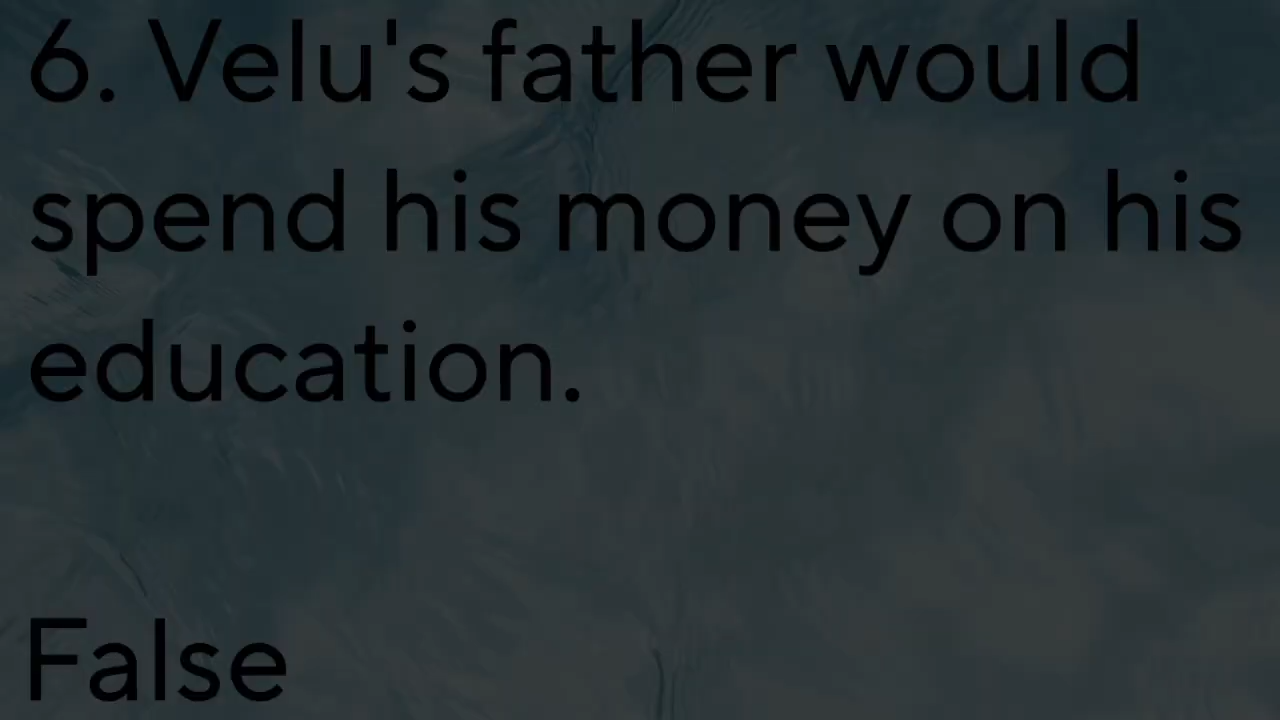 6. Velu's father would
spend his money on his
education.
False